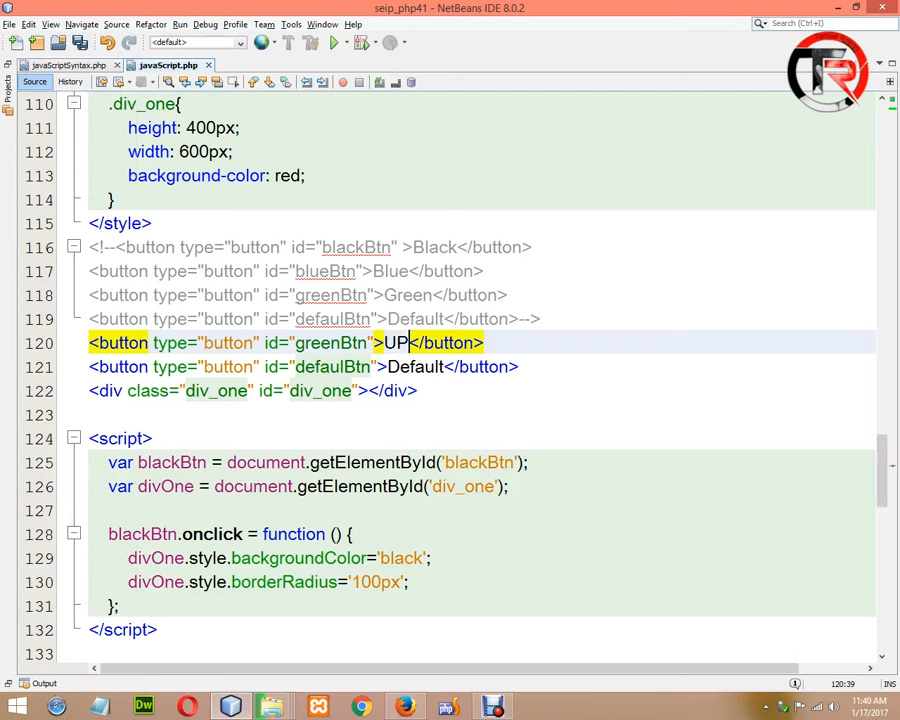 seip_php41 - NetBeans IDE 8.0.2
File Edit View Navigate Source Refactor Run Debug Profile Team Tools Window Help
Search (Ctrl+I)
<default>
javaScriptSyntax.php javaScript.php
Source History
Projects
TR
110 .div_one{
111 height: 400px;
112 width: 600px;
113 background-color: red;
114 }
115 </style>
116 <!--<button type="button" id="blackBtn" >Black</button>
117 <button type="button" id="blueBtn">Blue</button>
118 <button type="button" id="greenBtn">Green</button>
119 <button type="button" id="defaulBtn">Default</button>-->
120 <button type="button" id="greenBtn">UP</button>
121 <button type="button" id="defaulBtn">Default</button>
122 <div class="div_one" id="div_one"></div>
123
124 <script>
125 var blackBtn = document.getElementById('blackBtn');
126 var divOne = document.getElementById('div_one');
127
128 blackBtn.onclick = function () {
129 divOne.style.backgroundColor='black';
130 divOne.style.borderRadius='100px';
131 };
132 </script>
133
Output
120:39 INS
Dw
php
11:40 AM
1/17/2017